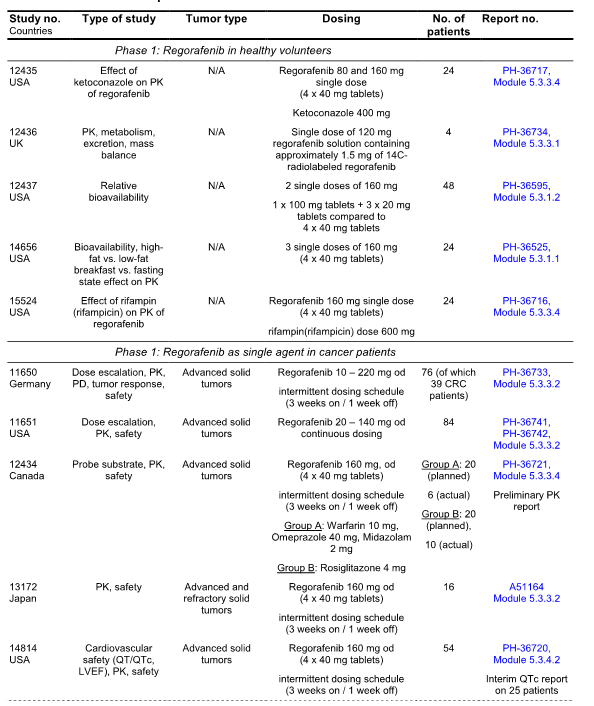 Study no. Type of study Tumor type Dosing No. of Report no.
Countries patients
Phase 1: Regorafenib in healthy volunteers
12435 Effect of N/A Regorafenib 80 and 160 mg 24 PH-36717,
USA ketoconazole on PK single dose Module 5.3.3.4
of regorafenib (4 x 40 mg tablets)
Ketoconazole 400 mg
12436 PK, metabolism, N/A Single dose of 120 mg 4 PH-36734,
UK excretion, mass regorafenib solution containing Module 5.3.3.1
balance approximately 1.5 mg of 14C-
radiolabeled regorafenib
12437 Relative N/A 2 single doses of 160 mg 48 PH-36595,
USA bioavailability Module 5.3.1.2
1 x 100 mg tablets + 3 x 20 mg
tablets compared to
4 x 40 mg tablets
14656 Bioavailability, high- N/A 3 single doses of 160 mg 24 PH-36525,
USA fat vs. low-fat (4 x 40 mg tablets) Module 5.3.1.1
breakfast vs. fasting
state effect on PK
15524 Effect of rifampin N/A Regorafenib 160 mg single dose 24 PH-36716,
USA (rifampicin) on PK of (4 x 40 mg tablets) Module 5.3.3.4
regorafenib
rifampin(rifampicin) dose 600 mg
Phase 1: Regorafenib as single agent in cancer patients
11650 Dose escalation, PK, Advanced solid Regorafenib 10 – 220 mg od 76 (of which PH-36733,
Germany PD, tumor response, tumors 39 CRC Module 5.3.3.2
safety intermittent dosing schedule patients)
(3 weeks on / 1 week off)
11651 Dose escalation, Advanced solid Regorafenib 20 – 140 mg od 84 PH-36741,
USA PK, safety tumors continuous dosing PH-36742,
Module 5.3.3.2
12434 Probe substrate, PK, Advanced solid Regorafenib 160 mg, od Group A: 20 PH-36721,
Canada safety tumors (4 x 40 mg tablets) (planned) Module 5.3.3.4
intermittent dosing schedule 6 (actual) Preliminary PK
(3 weeks on / 1 week off) report
Group B: 20
Group A: Warfarin 10 mg, (planned),
Omeprazole 40 mg, Midazolam
2 mg 10 (actual)
Group B: Rosiglitazone 4 mg
13172 PK, safety Advanced and Regorafenib 160 mg od 16 A51164
Japan refractory solid (4 x 40 mg tablets) Module 5.3.3.2
tumors
intermittent dosing schedule
(3 weeks on / 1 week off)
14814 Cardiovascular Advanced solid Regorafenib 160 mg od 54 PH-36720,
USA safety (QT/QTc, tumors (4 x 40 mg tablets) Module 5.3.4.2
LVEF), PK, safety
intermittent dosing schedule Interim QTc report
(3 weeks on / 1 week off) on 25 patients